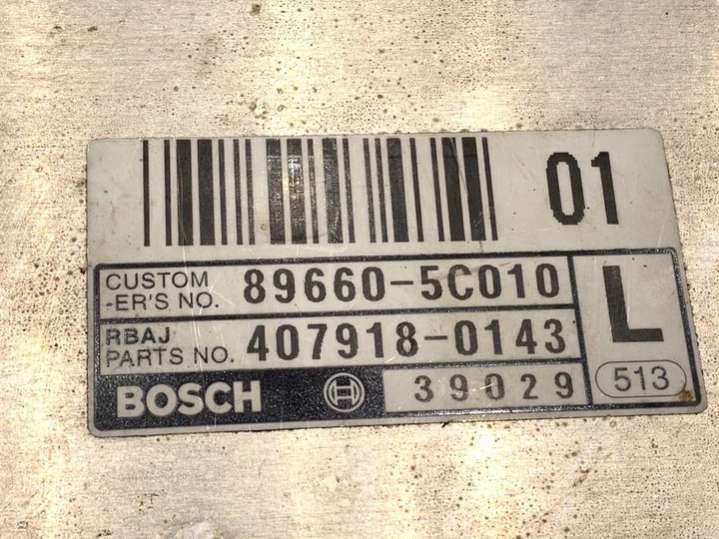 01
CUSTOM
-ER'S NO. 89660-5C010
L
RBAJ
PARTS NO. 407918-0143
BOSCH 39029 513